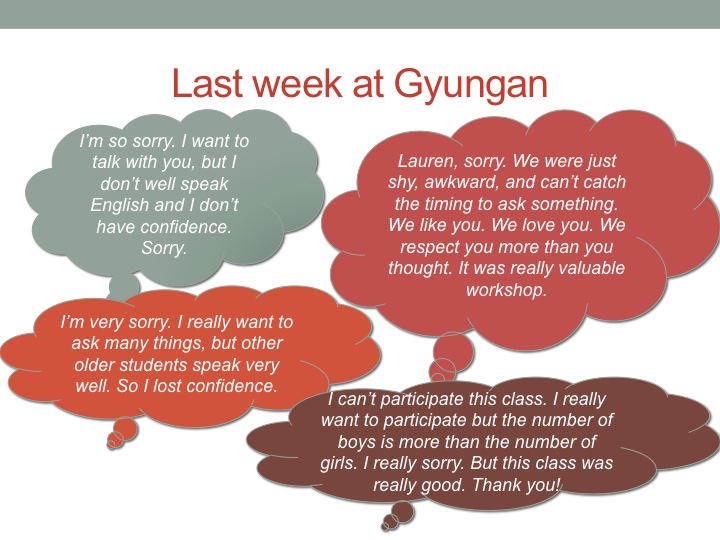 Last week at Gyungan
I'm so sorry. I want to
talk with you, but I
don't well speak
English and I don't
have confidence.
Sorry.
Lauren, sorry. We were just
shy, awkward, and can't catch
the timing to ask something.
We like you. We love you. We
respect you more than you
thought. It was really valuable
workshop.
I'm very sorry. I really want to
ask many things, but other
older students speak very
well. So I lost confidence.
I can't participate this class. I really
want to participate but the number of
boys is more than the number of
girls. I really sorry. But this class was
really good. Thank you!